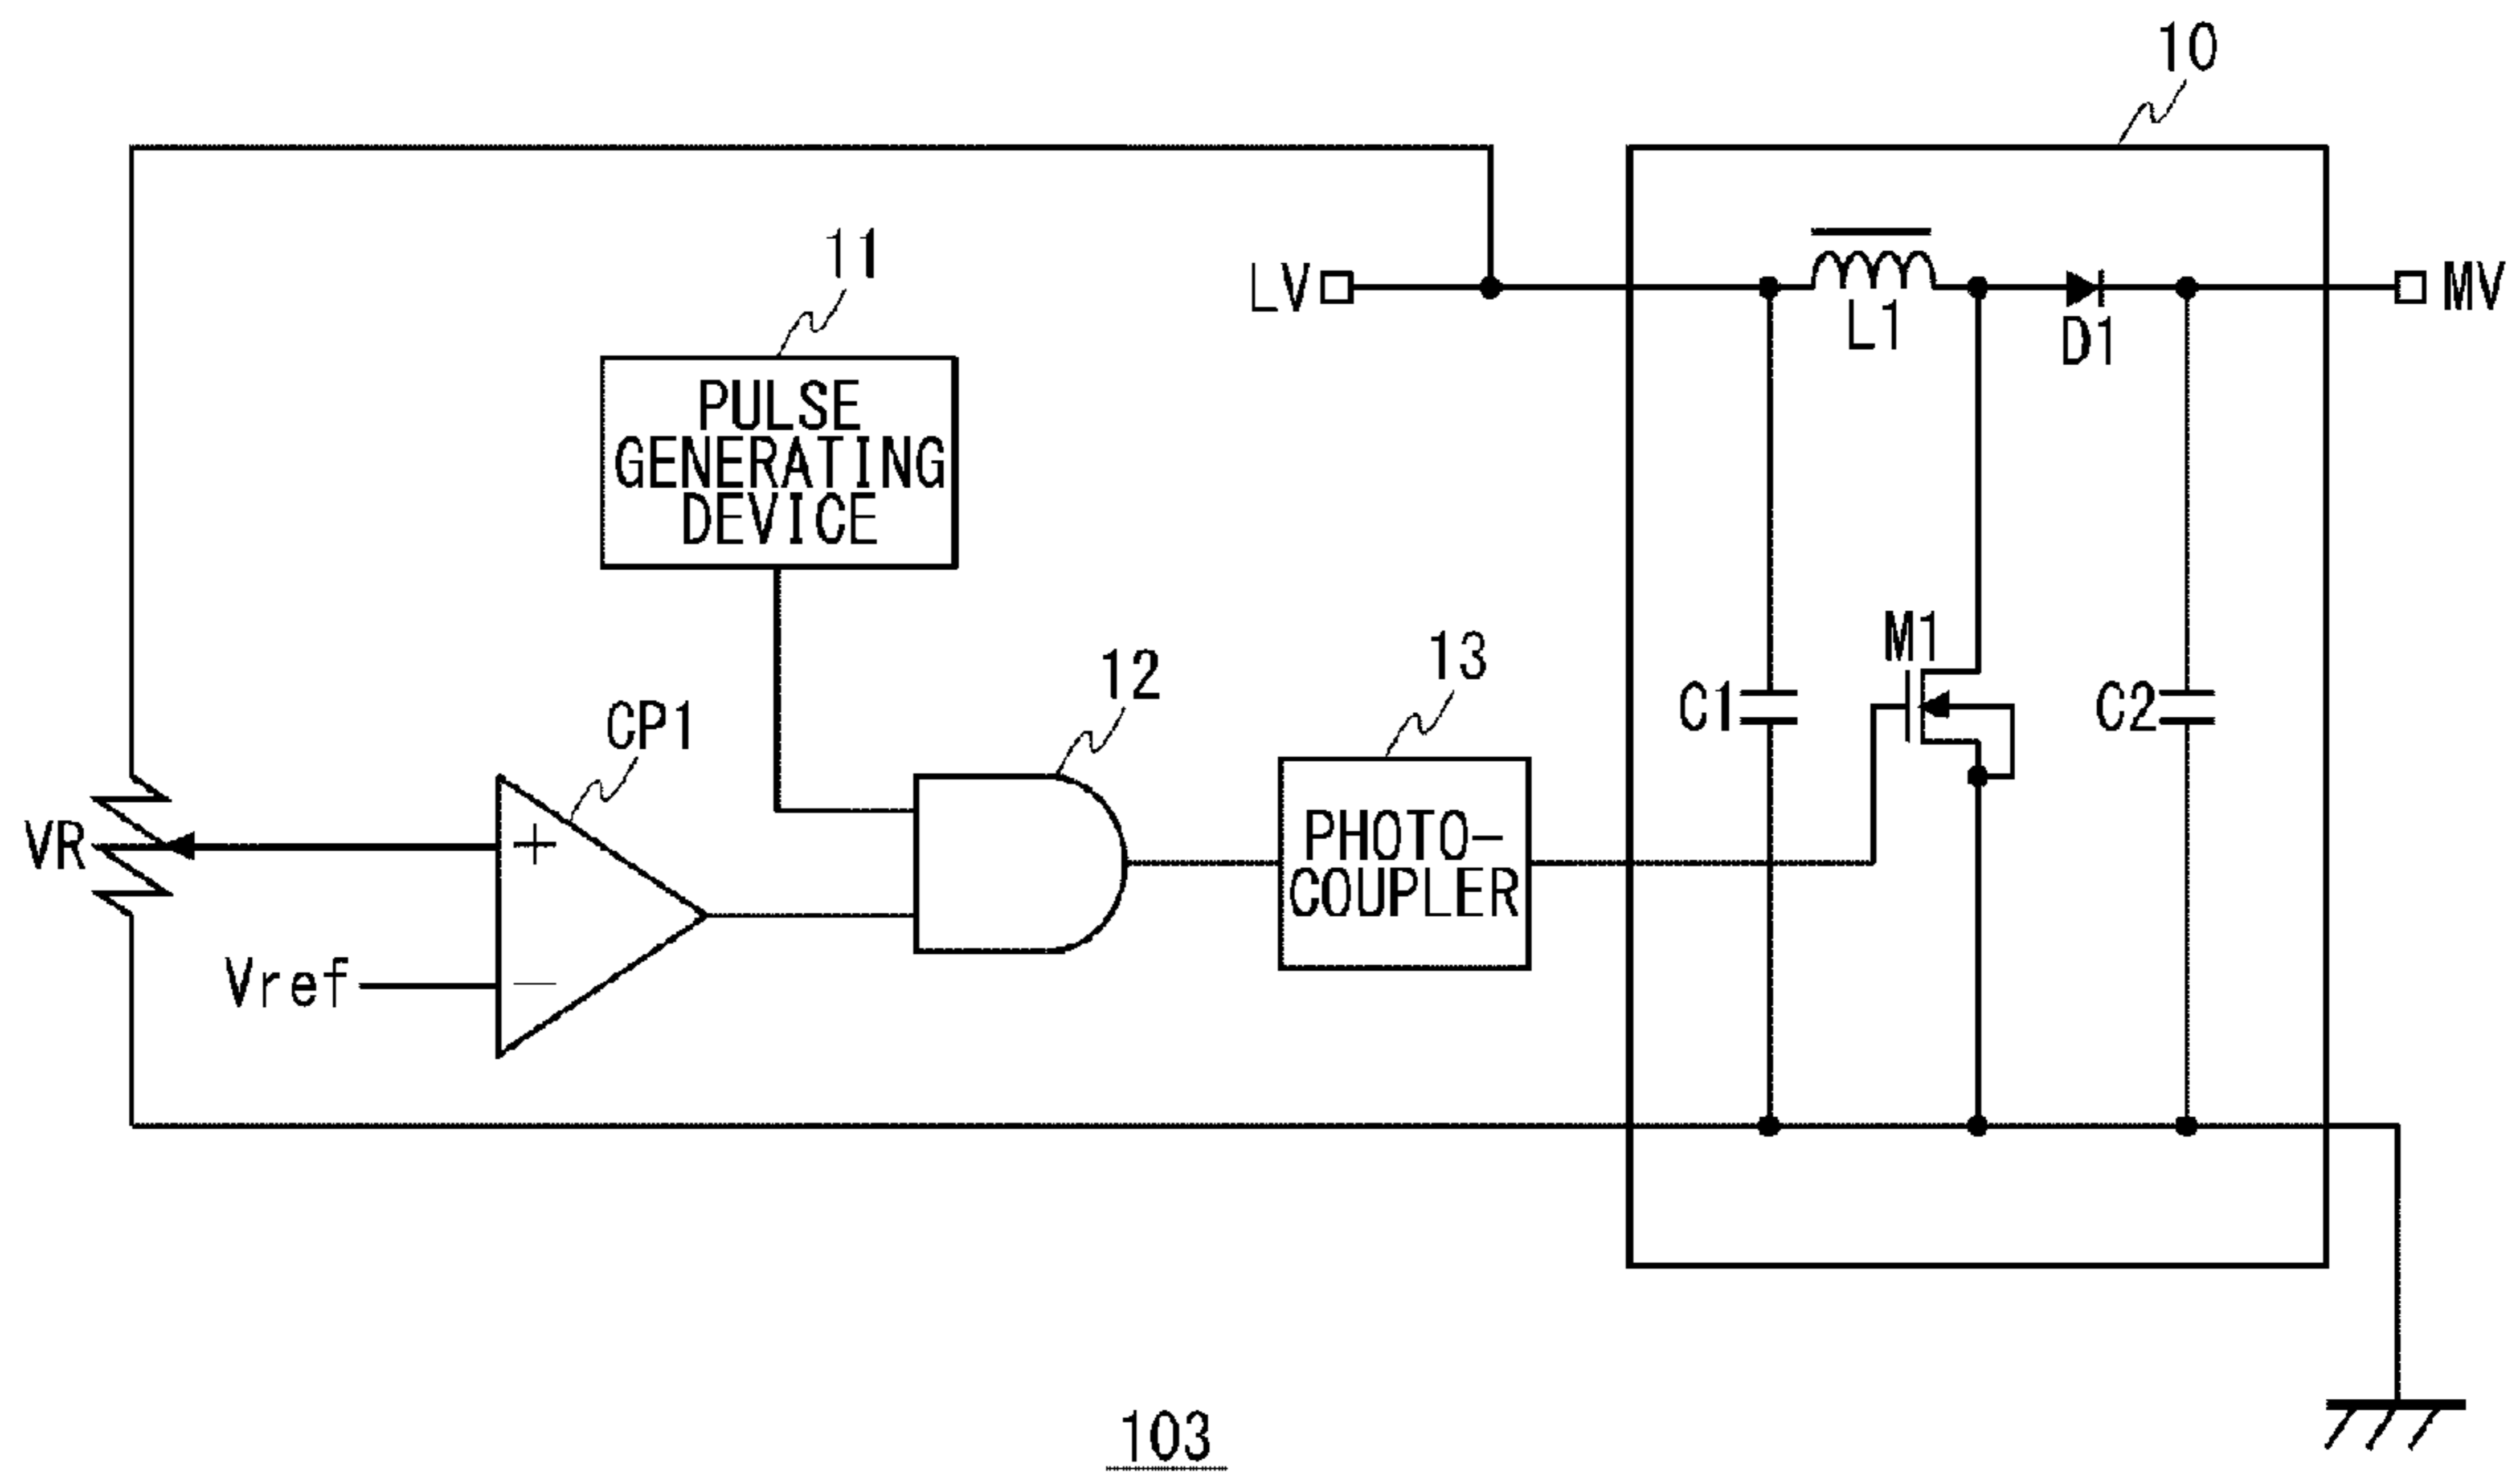 10
11
LV
L1
D1
MV
PULSE
GENERATING
DEVICE
12
13
M1
CP1
C1
C2
VR
+
PHOTO-
COUPLER
Vref
−
103